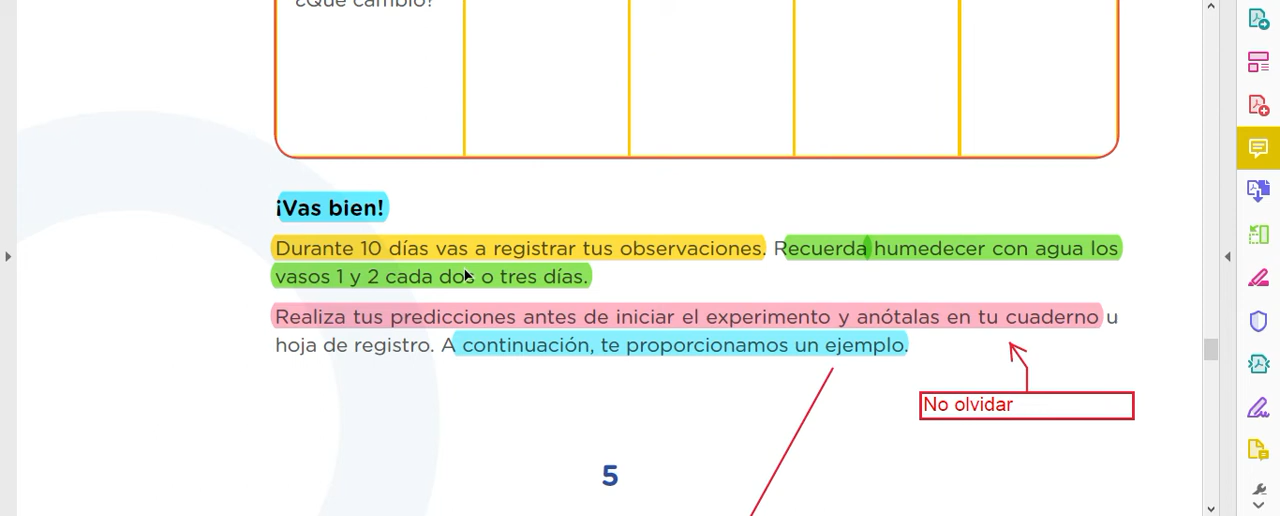 ¿Qué cambió?
¡Vas bien!
Durante 10 días vas a registrar tus observaciones. Recuerda humedecer con agua los
vasos 1 y 2 cada dos o tres días.
Realiza tus predicciones antes de iniciar el experimento y anótalas en tu cuaderno u
hoja de registro. A continuación, te proporcionamos un ejemplo.
No olvidar
5